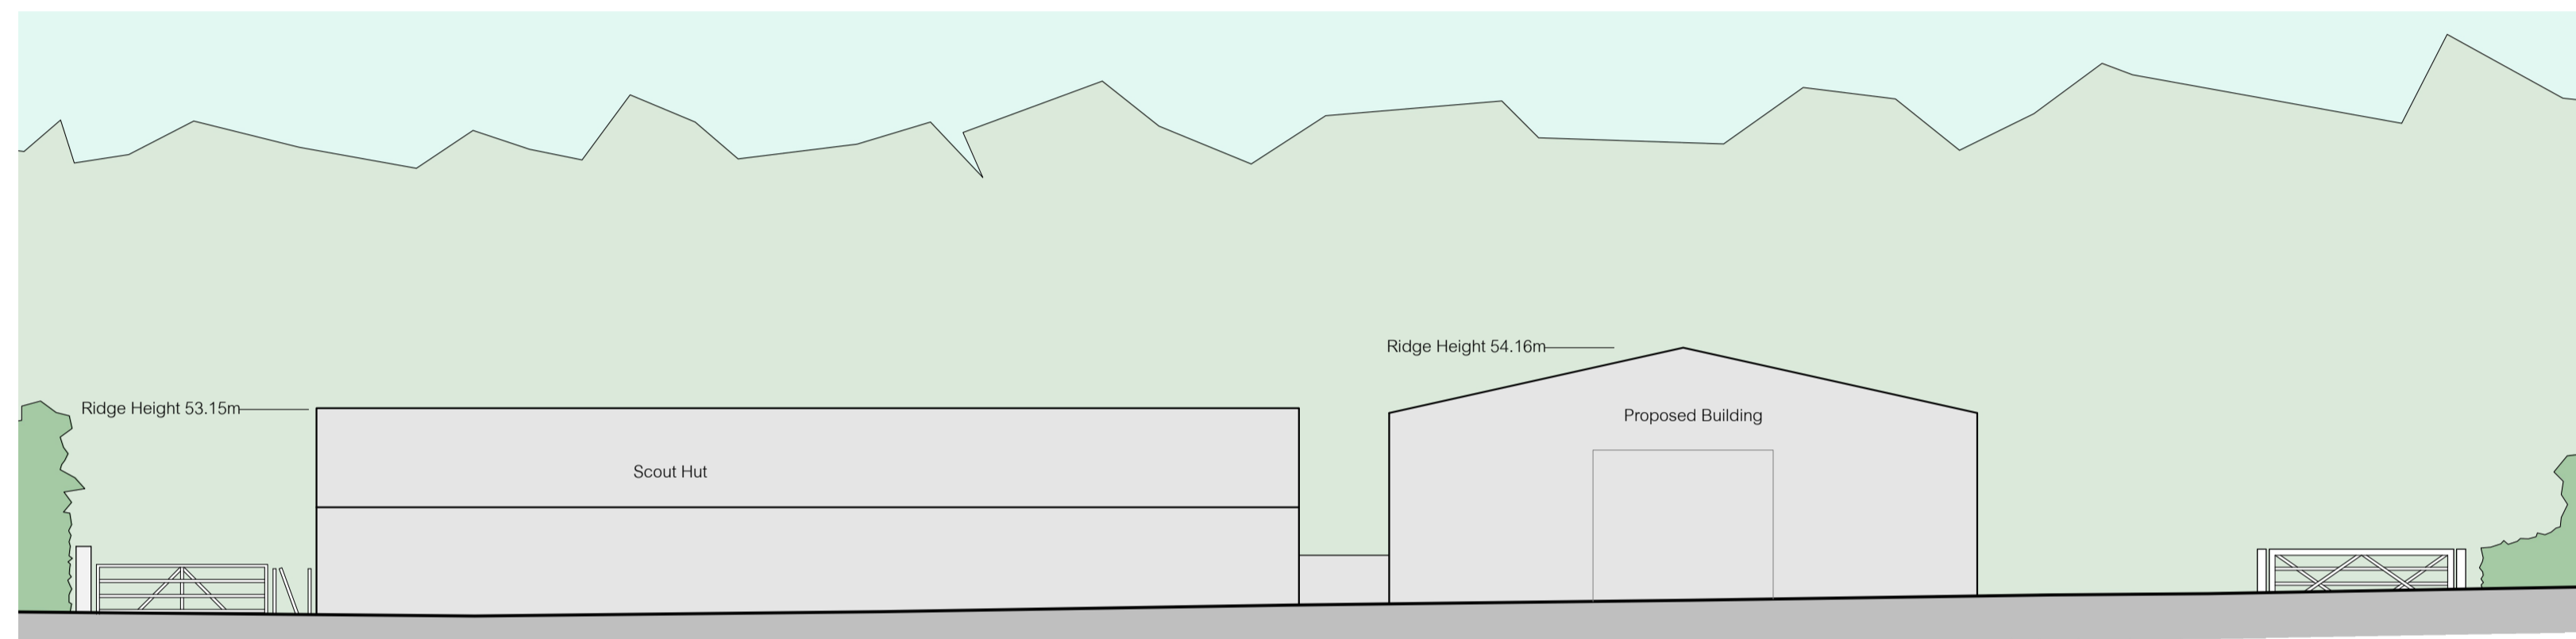 Ridge Height 54.16m
Ridge Height 53.15m
Proposed Building
Scout Hut